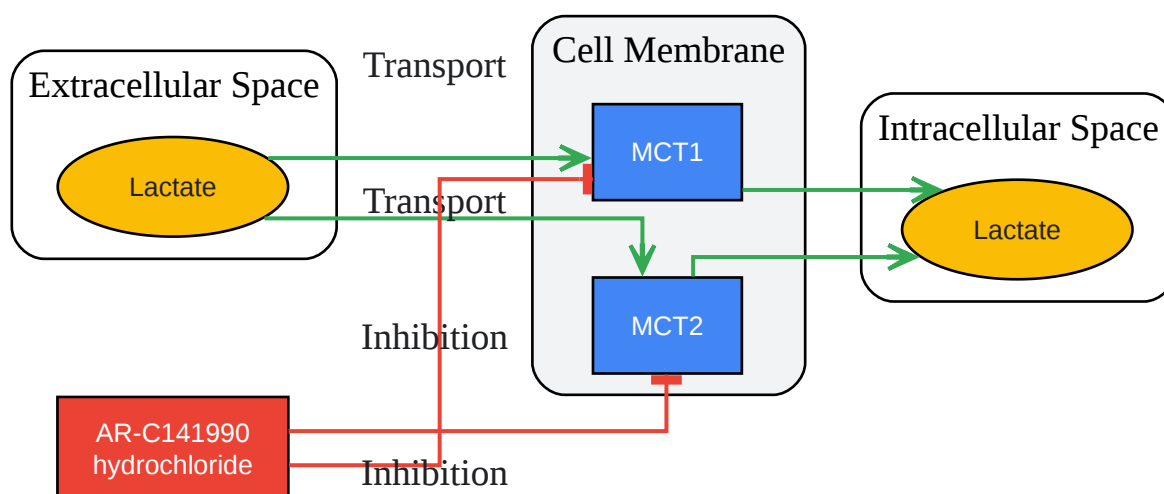 Cell Membrane
Transport
Extracellular Space
Intracellular Space
MCT1
Lactate
Transport
Lactate
MCT2
Inhibition
AR-C141990
hydrochloride
Inhibition